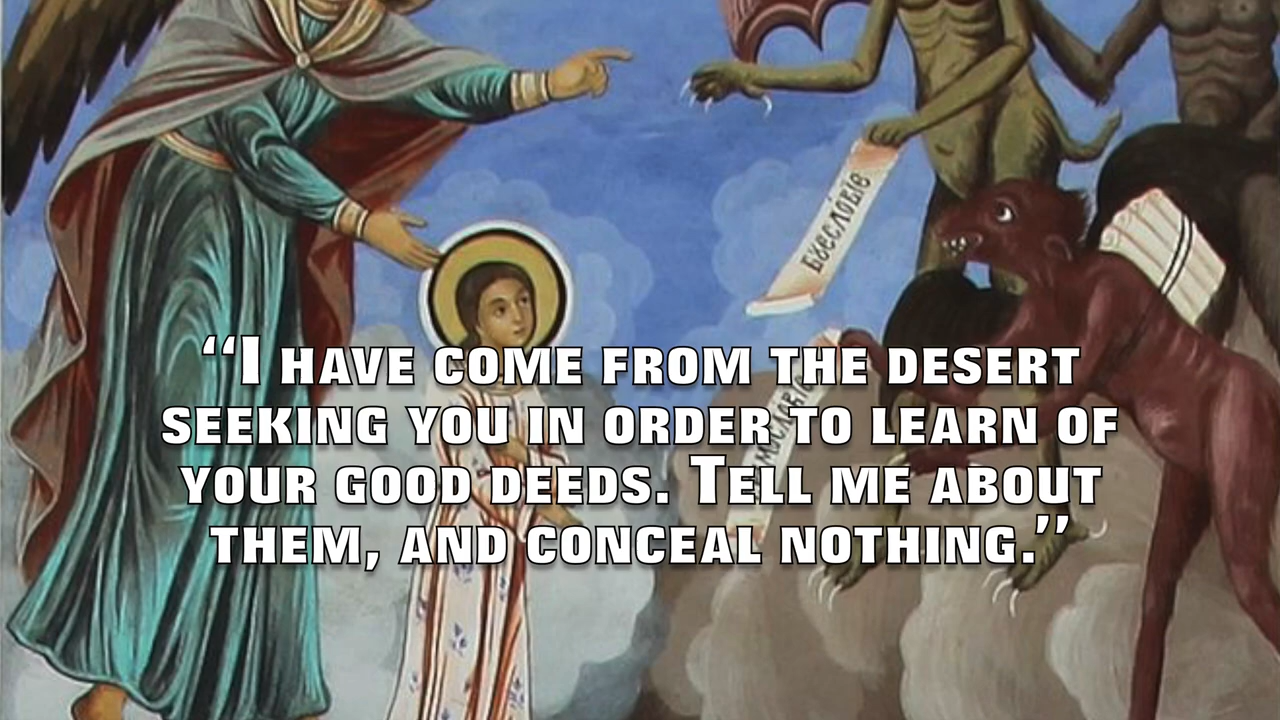 Бꙋесловіе
“I have come from the desert
seeking you in order to learn of
your good deeds. Tell me about
them, and conceal nothing.”